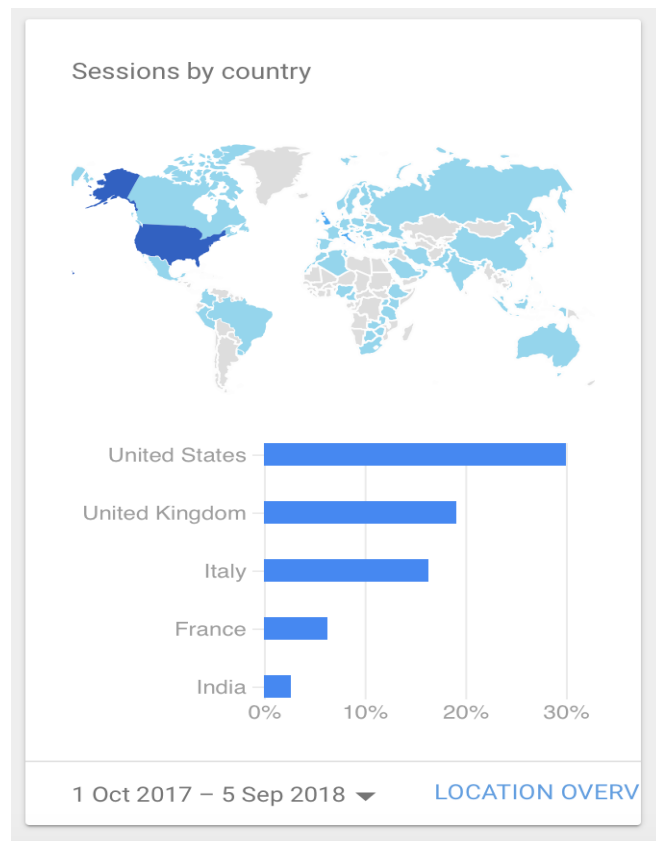 Sessions by country
United States
United Kingdom
Italy
France
India
0% 10% 20% 30%
1 Oct 2017 – 5 Sep 2018 LOCATION OVERV